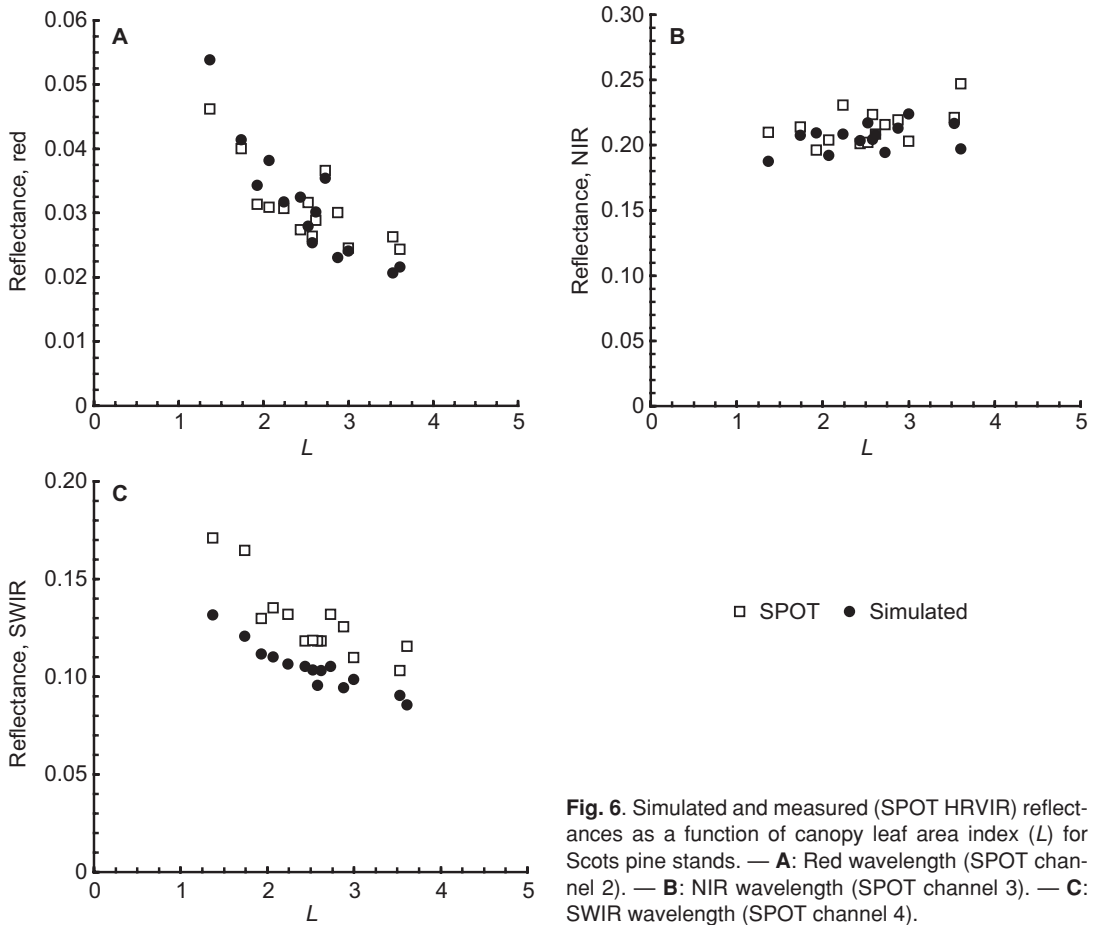 0.06
A
0.05
0.04
0.03
0.02
0.01
0
0 1 2 3 4 5
Reflectance, red
L
0.30
B
0.25
0.20
0.15
0.10
0.05
0
0 1 2 3 4 5
Reflectance, NIR
L
0.20
C
0.15
0.10
0.05
0
0 1 2 3 4 5
Reflectance, SWIR
L
SPOT Simulated
Fig. 6. Simulated and measured (SPOT HRVIR) reflect-
ances as a function of canopy leaf area index (L) for
Scots pine stands. — A: Red wavelength (SPOT chan-
nel 2). — B: NIR wavelength (SPOT channel 3). — C:
SWIR wavelength (SPOT channel 4).